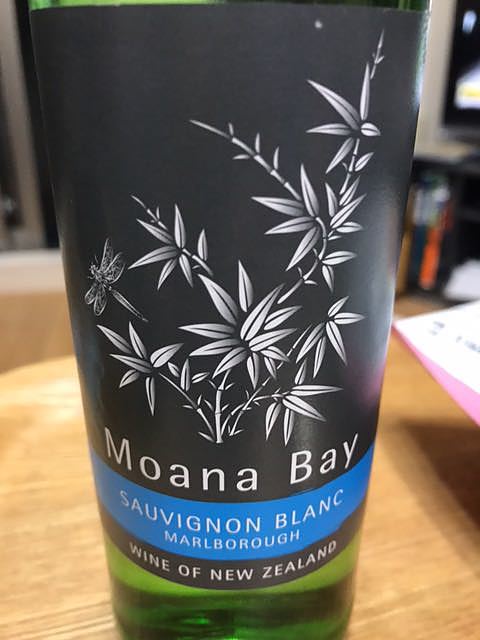 Moana Bay
SAUVIGNON BLANC
MARLBOROUGH
WINE OF NEW ZEALAND